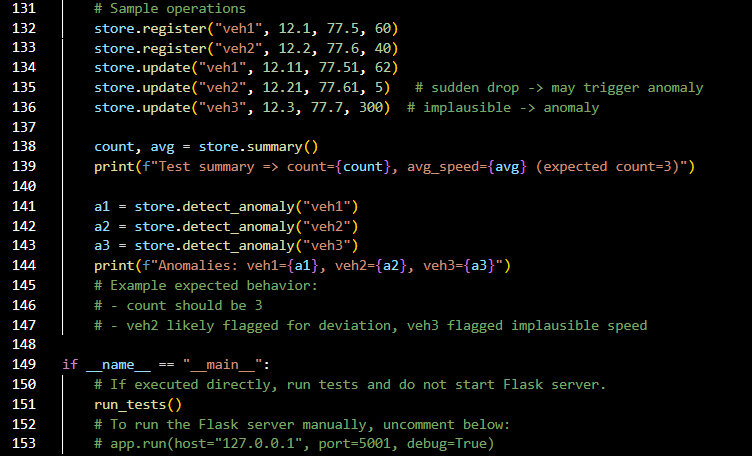 131 # Sample operations
132 store.register("veh1", 12.1, 77.5, 60)
133 store.register("veh2", 12.2, 77.6, 40)
134 store.update("veh1", 12.11, 77.51, 62)
135 store.update("veh2", 12.21, 77.61, 5)   # sudden drop -> may trigger anomaly
136 store.update("veh3", 12.3, 77.7, 300)  # implausible -> anomaly
137
138 count, avg = store.summary()
139 print(f"Test summary => count={count}, avg_speed={avg} (expected count=3)")
140
141 a1 = store.detect_anomaly("veh1")
142 a2 = store.detect_anomaly("veh2")
143 a3 = store.detect_anomaly("veh3")
144 print(f"Anomalies: veh1={a1}, veh2={a2}, veh3={a3}")
145 # Example expected behavior:
146 # - count should be 3
147 # - veh2 likely flagged for deviation, veh3 flagged implausible speed
148
149 if __name__ == "__main__":
150 # If executed directly, run tests and do not start Flask server.
151 run_tests()
152 # To run the Flask server manually, uncomment below:
153 # app.run(host="127.0.0.1", port=5001, debug=True)